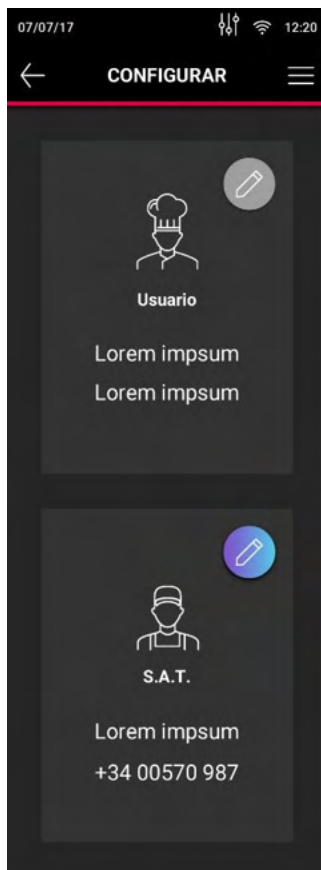 07/07/17 12:20
CONFIGURAR
Usuario
Lorem impsum
Lorem impsum
S.A.T.
Lorem impsum
+34 00570 987